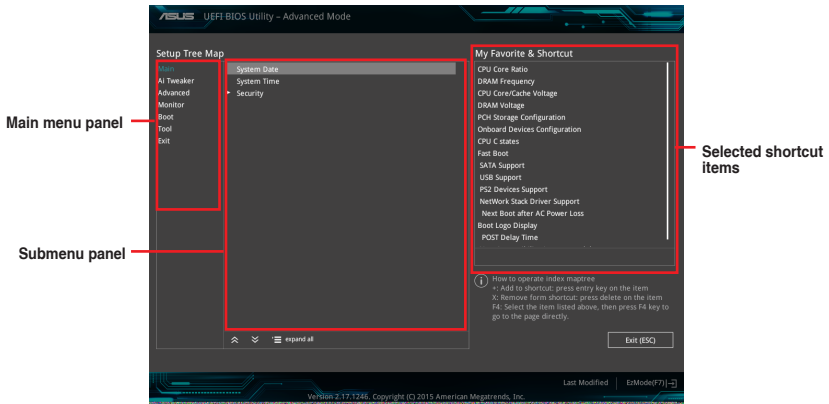 ASUS UEFI BIOS Utility – Advanced Mode
Setup Tree Map
Main
Ai Tweaker
Advanced
Monitor
Boot
Tool
Exit
System Date
System Time
Security
expand all
My Favorite & Shortcut
CPU Core Ratio
DRAM Frequency
CPU Core/Cache Voltage
DRAM Voltage
PCH Storage Configuration
Onboard Devices Configuration
CPU C states
Fast Boot
SATA Support
USB Support
PS2 Devices Support
NetWork Stack Driver Support
Next Boot after AC Power Loss
Boot Logo Display
POST Delay Time
How to operate index maptree
+: Add to shortcut: press entry key on the item
X: Remove form shortcut: press delete on the item
F4: Select the item listed above, then press F4 key to
go to the page directly.
Exit (ESC)
Last Modified
EzMode(F7)
Version 2.17.1246. Copyright (C) 2015 American Megatrends, Inc.
Main menu panel
Submenu panel
Selected shortcut
items